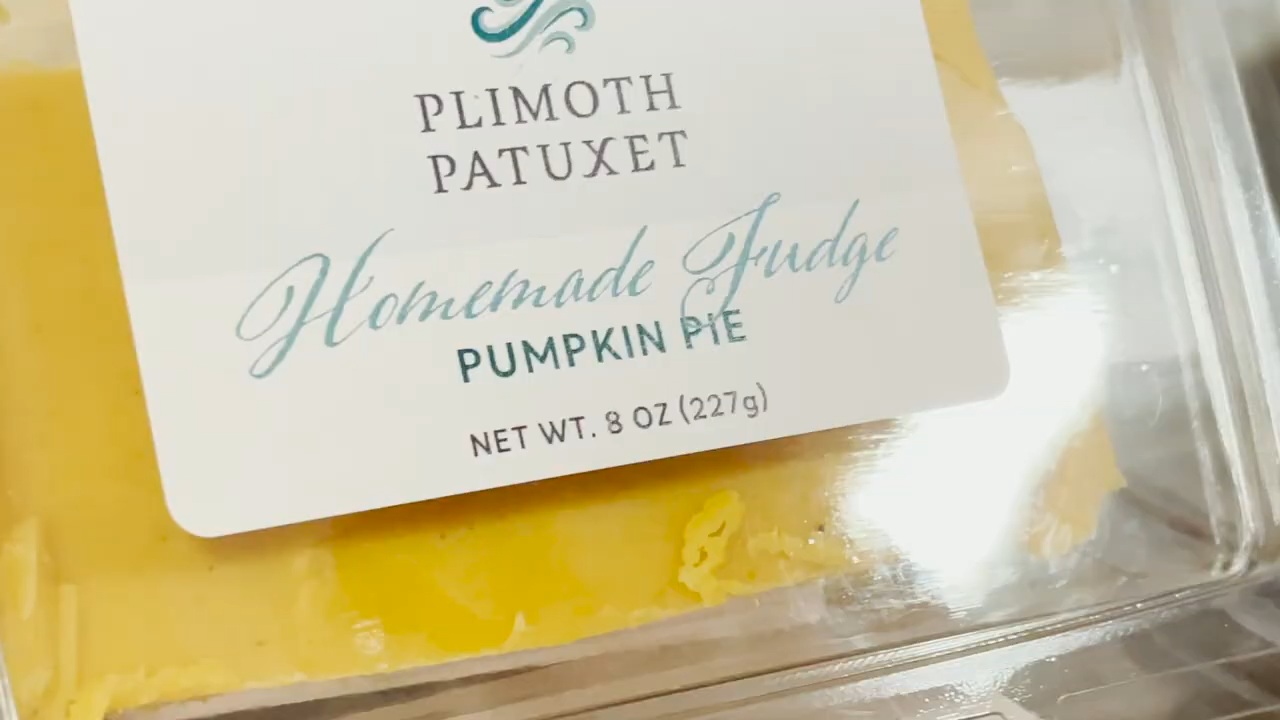 PLIMOTH
PATUXET
Homemade Fudge
PUMPKIN PIE
NET WT. 8 OZ (227g)